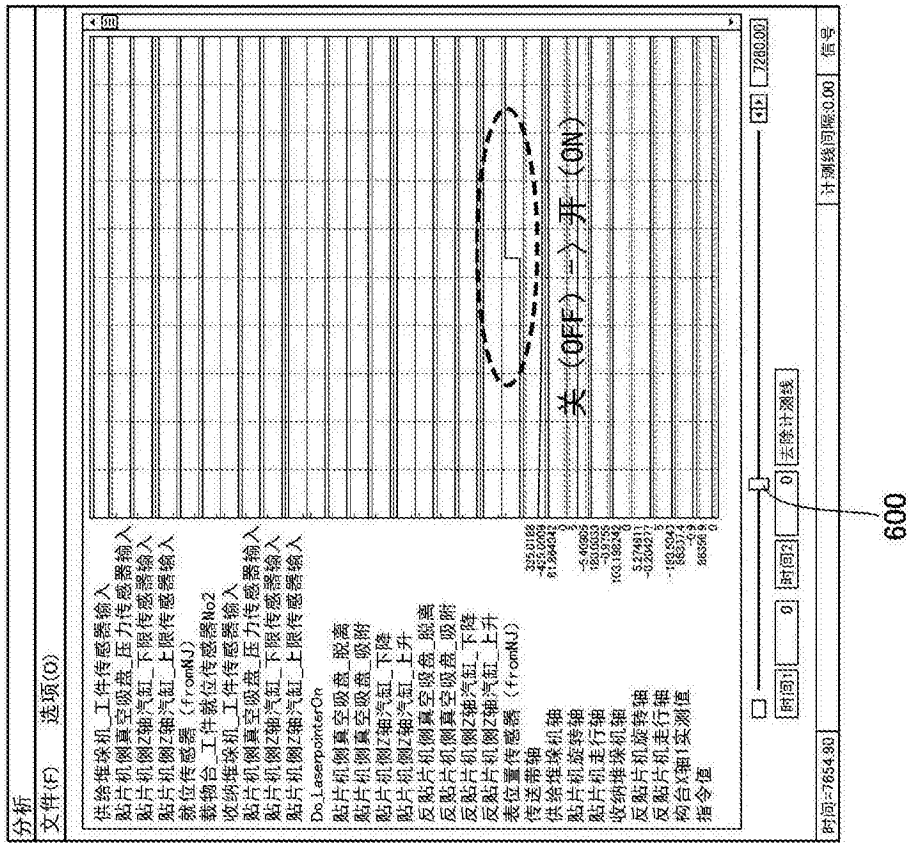 分析
文件(F) 选项(O)
供给堆垛机_工件传感器输入
贴片机侧真空吸盘_压力传感器输入
贴片机侧Z轴汽缸_下限传感器输入
贴片机侧Z轴汽缸_上限传感器输入
就位传感器 (fromNJ)
载物台_工件就位传感器No2
收纳堆垛机_工件传感器输入
贴片机侧真空吸盘_压力传感器输入
贴片机侧Z轴汽缸_下限传感器输入
贴片机侧Z轴汽缸_上限传感器输入
Do_LaserpointerOn
贴片机侧真空吸盘_脱离
贴片机侧真空吸盘_吸附
贴片机侧Z轴汽缸_下降
贴片机侧Z轴汽缸_上升
反贴片机侧真空吸盘_脱离
反贴片机侧真空吸盘_吸附
反贴片机侧Z轴汽缸_下降
反贴片机侧Z轴汽缸_上升
表位置传感器 (fromNJ)
传送带轴
供给堆垛机轴
贴片机旋转轴
贴片机走行轴
收纳堆垛机轴
反贴片机旋转轴
反贴片机走行轴
构台X轴1实测值
指令值
关 (OFF) -> 开 (ON)
7280.00
时间1 0 时间2 0 去除计测线
时间=7854.90 计测线间隔:0.00 信号
600